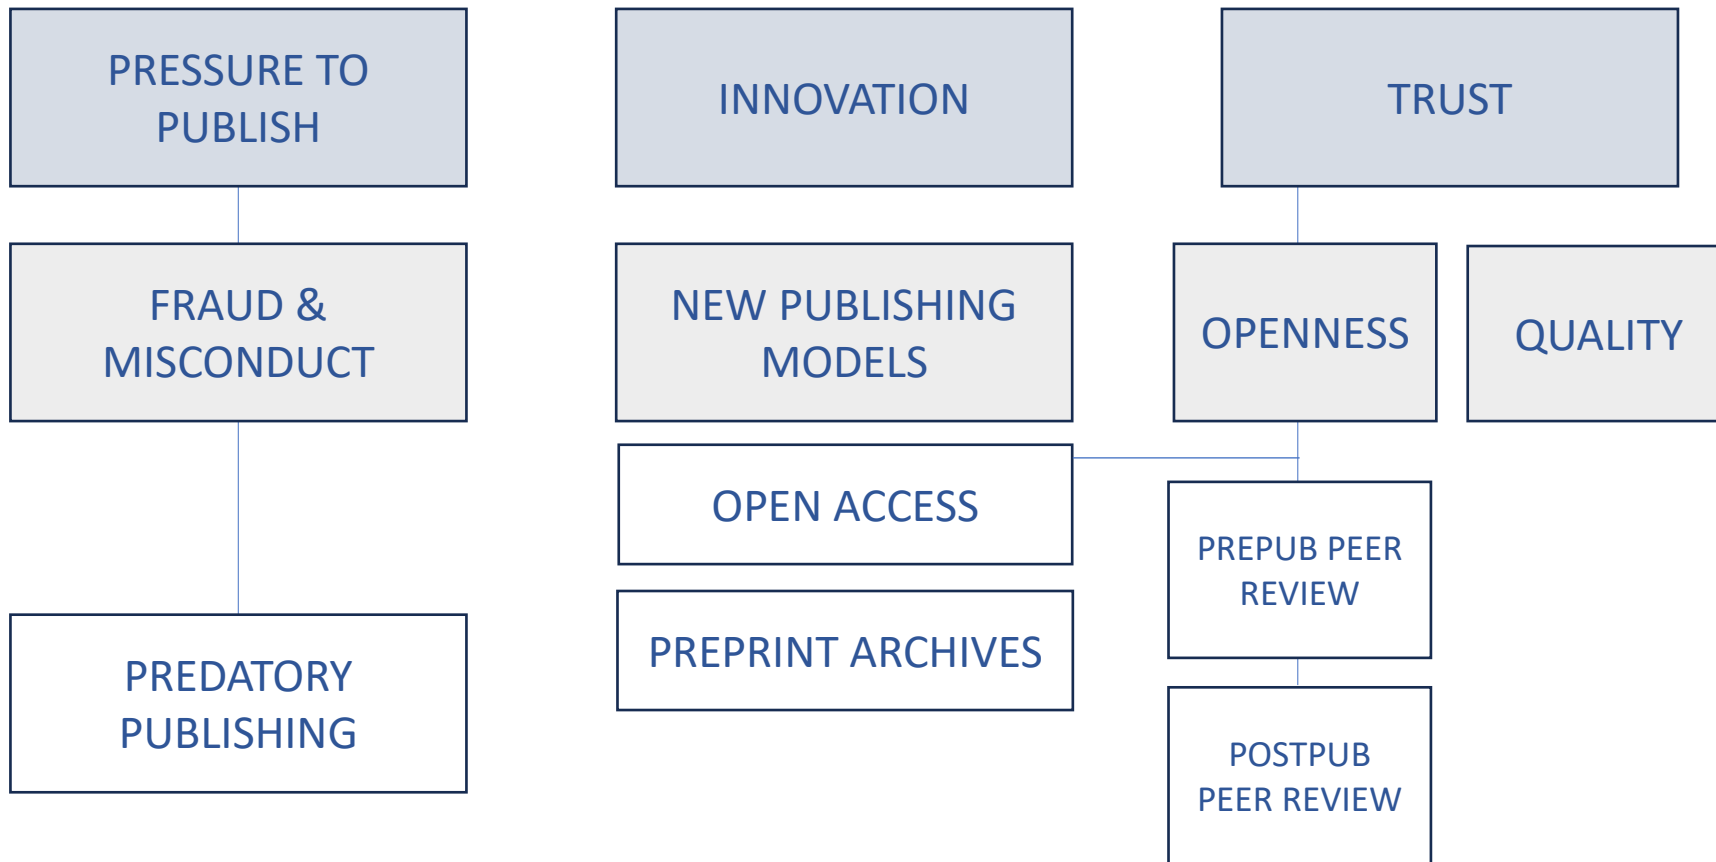 PRESSURE TO
PUBLISH
INNOVATION
TRUST
FRAUD &
MISCONDUCT
NEW PUBLISHING
MODELS
OPENNESS
QUALITY
OPEN ACCESS
PREPUB PEER
REVIEW
PREPRINT ARCHIVES
PREDATORY
PUBLISHING
POSTPUB
PEER REVIEW